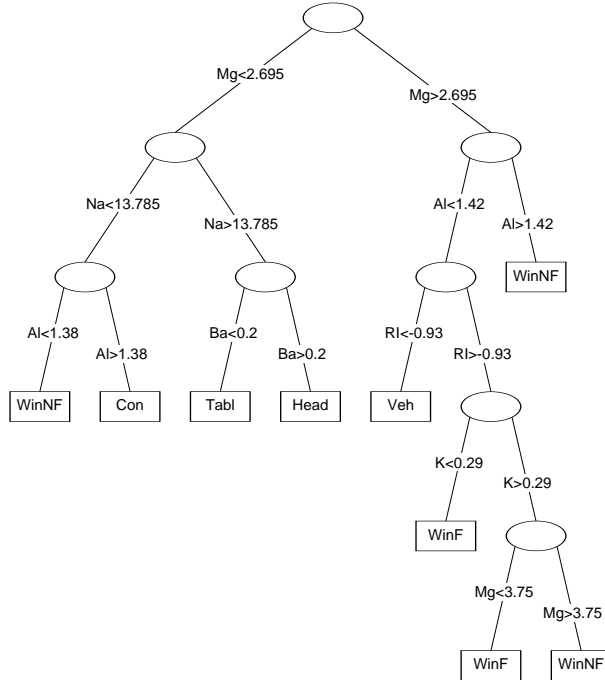 Mg<2.695
Mg>2.695
Na<13.785
Na>13.785
Al<1.42
Al>1.42
WinNF
Al<1.38
Al>1.38
Ba<0.2
Ba>0.2
RI<-0.93
RI>-0.93
WinNF
Con
Tabl
Head
Veh
K<0.29
K>0.29
WinF
Mg<3.75
Mg>3.75
WinF
WinNF